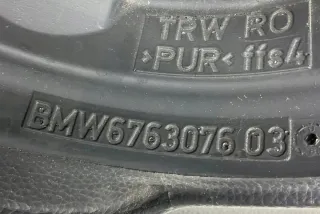 TRW RO
>PUR< ffs4
BMW6763076 03